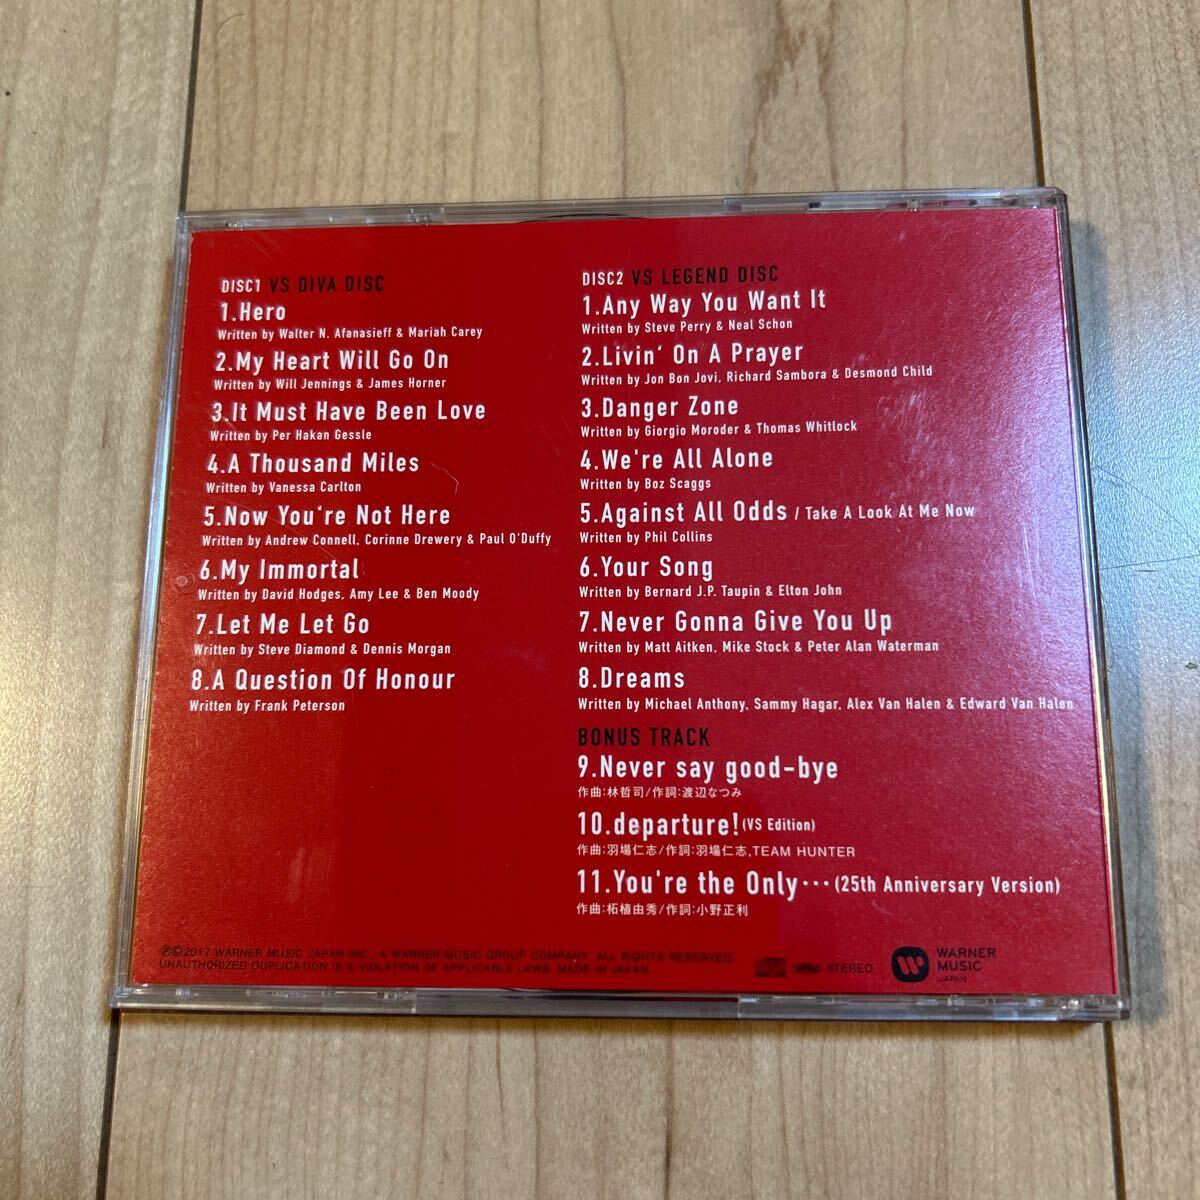 DISC1 VS DIVA DISC
1.Hero
Written by Walter N. Afanasieff & Mariah Carey
2.My Heart Will Go On
Written by Will Jennings & James Horner
3.It Must Have Been Love
Written by Per Hakan Gessle
4.A Thousand Miles
Written by Vanessa Carlton
5.Now You're Not Here
Written by Andrew Connell, Corinne Drewery & Paul O'Duffy
6.My Immortal
Written by David Hodges, Amy Lee & Ben Moody
7.Let Me Let Go
Written by Steve Diamond & Dennis Morgan
8.A Question Of Honour
Written by Frank Peterson
DISC2 VS LEGEND DISC
1.Any Way You Want It
Written by Steve Perry & Neal Schon
2.Livin' On A Prayer
Written by Jon Bon Jovi, Richard Sambora & Desmond Child
3.Danger Zone
Written by Giorgio Moroder & Thomas Whitlock
4.We're All Alone
Written by Boz Scaggs
5.Against All Odds / Take A Look At Me Now
Written by Phil Collins
6.Your Song
Written by Bernard J.P. Taupin & Elton John
7.Never Gonna Give You Up
Written by Matt Aitken, Mike Stock & Peter Alan Waterman
8.Dreams
Written by Michael Anthony, Sammy Hagar, Alex Van Halen & Edward Van Halen
BONUS TRACK
9.Never say good-bye
作曲:林哲司/作詞:渡辺なつみ
10.departure!(VS Edition)
作曲:羽場仁志/作詞:羽場仁志,TEAM HUNTER
11.You're the Only···(25th Anniversary Version)
作曲:柘植由秀/作詞:小野正利
℗©2017 WARNER MUSIC JAPAN INC., A WARNER MUSIC GROUP COMPANY. ALL RIGHTS RESERVED.
UNAUTHORIZED DUPLICATION IS A VIOLATION OF APPLICABLE LAWS. MADE IN JAPAN.
STEREO
WARNER
MUSIC
JAPAN